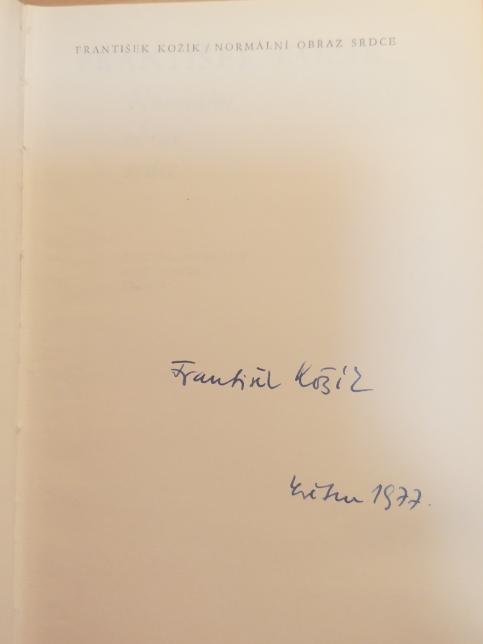 FRANTIŠEK KOŽÍK / NORMÁLNÍ OBRAZ SRDCE
František Kožík
Květen 1977.